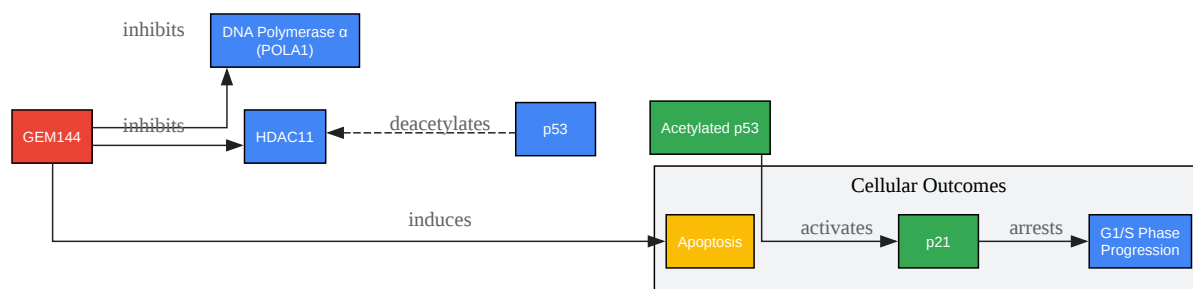 inhibits
DNA Polymerase α
(POLA1)
GEM144
inhibits
HDAC11
deacetylates
p53
Acetylated p53
Cellular Outcomes
induces
Apoptosis
activates
p21
arrests
G1/S Phase
Progression